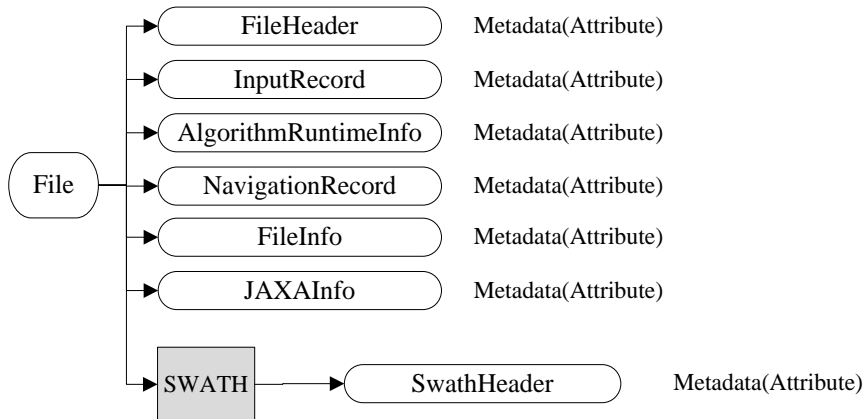 FileHeader Metadata(Attribute)
InputRecord Metadata(Attribute)
AlgorithmRuntimeInfo Metadata(Attribute)
File NavigationRecord Metadata(Attribute)
FileInfo Metadata(Attribute)
JAXAInfo Metadata(Attribute)
SWATH SwathHeader Metadata(Attribute)